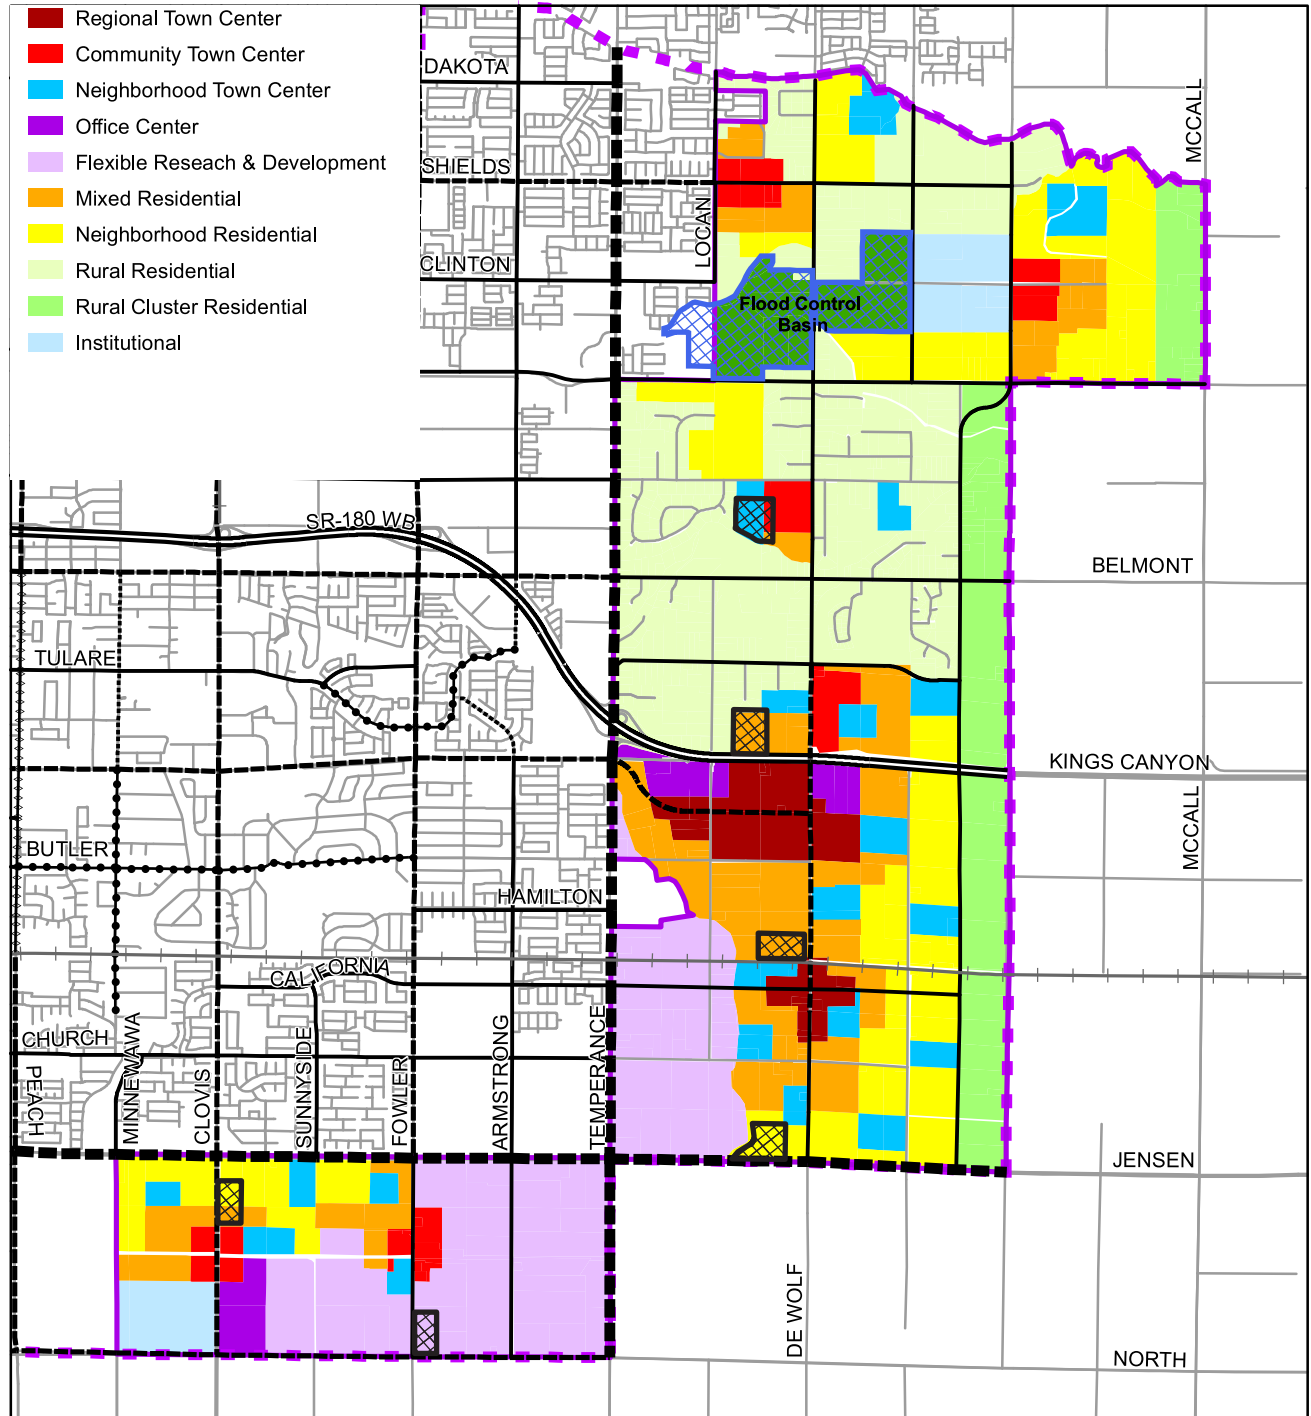 Regional Town Center
Community Town Center
Neighborhood Town Center
Office Center
Flexible Reseach & Development
Mixed Residential
Neighborhood Residential
Rural Residential
Rural Cluster Residential
Institutional
DAKOTA
SHIELDS
CLINTON
LOCAN
MCCALL
Flood Control
Basin
SR-180 WB
BELMONT
TULARE
KINGS CANYON
MCCALL
BUTLER
HAMILTON
CALIFORNIA
CHURCH
PEACH
MINNEWAWA
CLOVIS
SUNNYSIDE
FOWLER
ARMSTRONG
TEMPERANCE
JENSEN
DE WOLF
NORTH